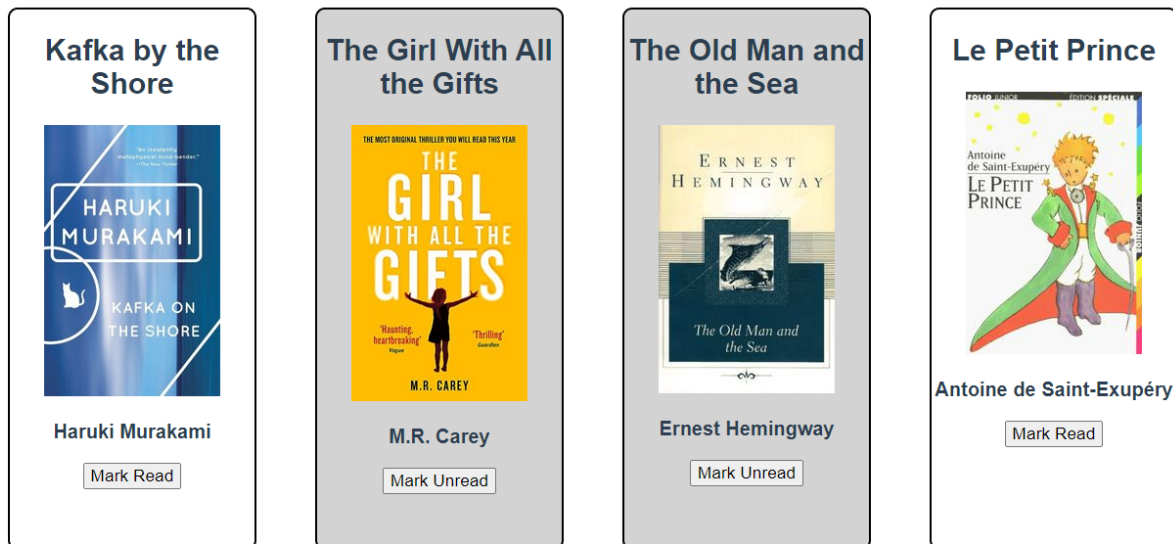 Kafka by the
Shore
"An insistently
metaphysical mind-bender."
—The New Yorker
HARUKI
MURAKAMI
KAFKA ON
THE SHORE
Haruki Murakami
Mark Read
The Girl With All
the Gifts
THE MOST ORIGINAL THRILLER YOU WILL READ THIS YEAR
THE
GIRL
WITH ALL THE
GIFTS
'Haunting,
heartbreaking'
Vogue
'Thrilling'
Guardian
M.R. CAREY
M.R. Carey
Mark Unread
The Old Man and
the Sea
ERNEST
HEMINGWAY
The Old Man and
the Sea
Ernest Hemingway
Mark Unread
Le Petit Prince
FOLIO JUNIOR
ÉDITION SPÉCIALE
Antoine
de Saint-Exupéry
LE PETIT
PRINCE
FOLIO JUNIOR
Antoine de Saint-Exupéry
Mark Read